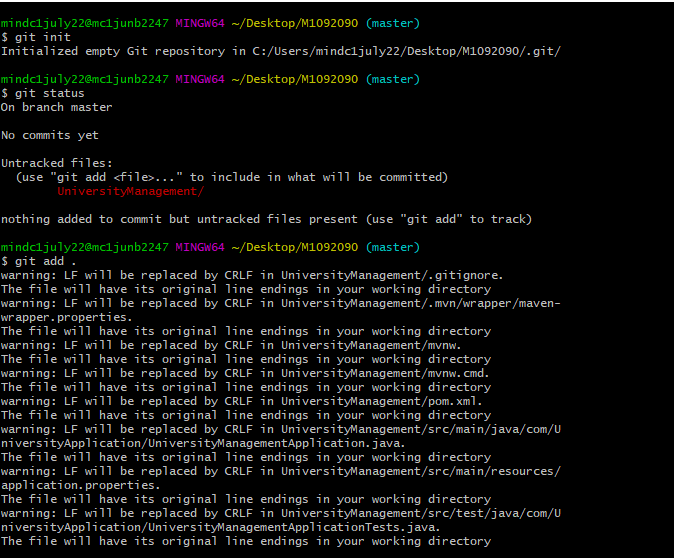 mindc1july22@mc1junb2247 MINGW64 ~/Desktop/M1092090 (master)
$ git init
Initialized empty Git repository in C:/Users/mindc1july22/Desktop/M1092090/.git/
mindc1july22@mc1junb2247 MINGW64 ~/Desktop/M1092090 (master)
$ git status
On branch master
No commits yet
Untracked files:
(use "git add <file>..." to include in what will be committed)
UniversityManagement/
nothing added to commit but untracked files present (use "git add" to track)
mindc1july22@mc1junb2247 MINGW64 ~/Desktop/M1092090 (master)
$ git add .
warning: LF will be replaced by CRLF in UniversityManagement/.gitignore.
The file will have its original line endings in your working directory
warning: LF will be replaced by CRLF in UniversityManagement/.mvn/wrapper/maven-
wrapper.properties.
The file will have its original line endings in your working directory
warning: LF will be replaced by CRLF in UniversityManagement/mvnw.
The file will have its original line endings in your working directory
warning: LF will be replaced by CRLF in UniversityManagement/mvnw.cmd.
The file will have its original line endings in your working directory
warning: LF will be replaced by CRLF in UniversityManagement/pom.xml.
The file will have its original line endings in your working directory
warning: LF will be replaced by CRLF in UniversityManagement/src/main/java/com/U
niversityApplication/UniversityManagementApplication.java.
The file will have its original line endings in your working directory
warning: LF will be replaced by CRLF in UniversityManagement/src/main/resources/
application.properties.
The file will have its original line endings in your working directory
warning: LF will be replaced by CRLF in UniversityManagement/src/test/java/com/U
niversityApplication/UniversityManagementApplicationTests.java.
The file will have its original line endings in your working directory